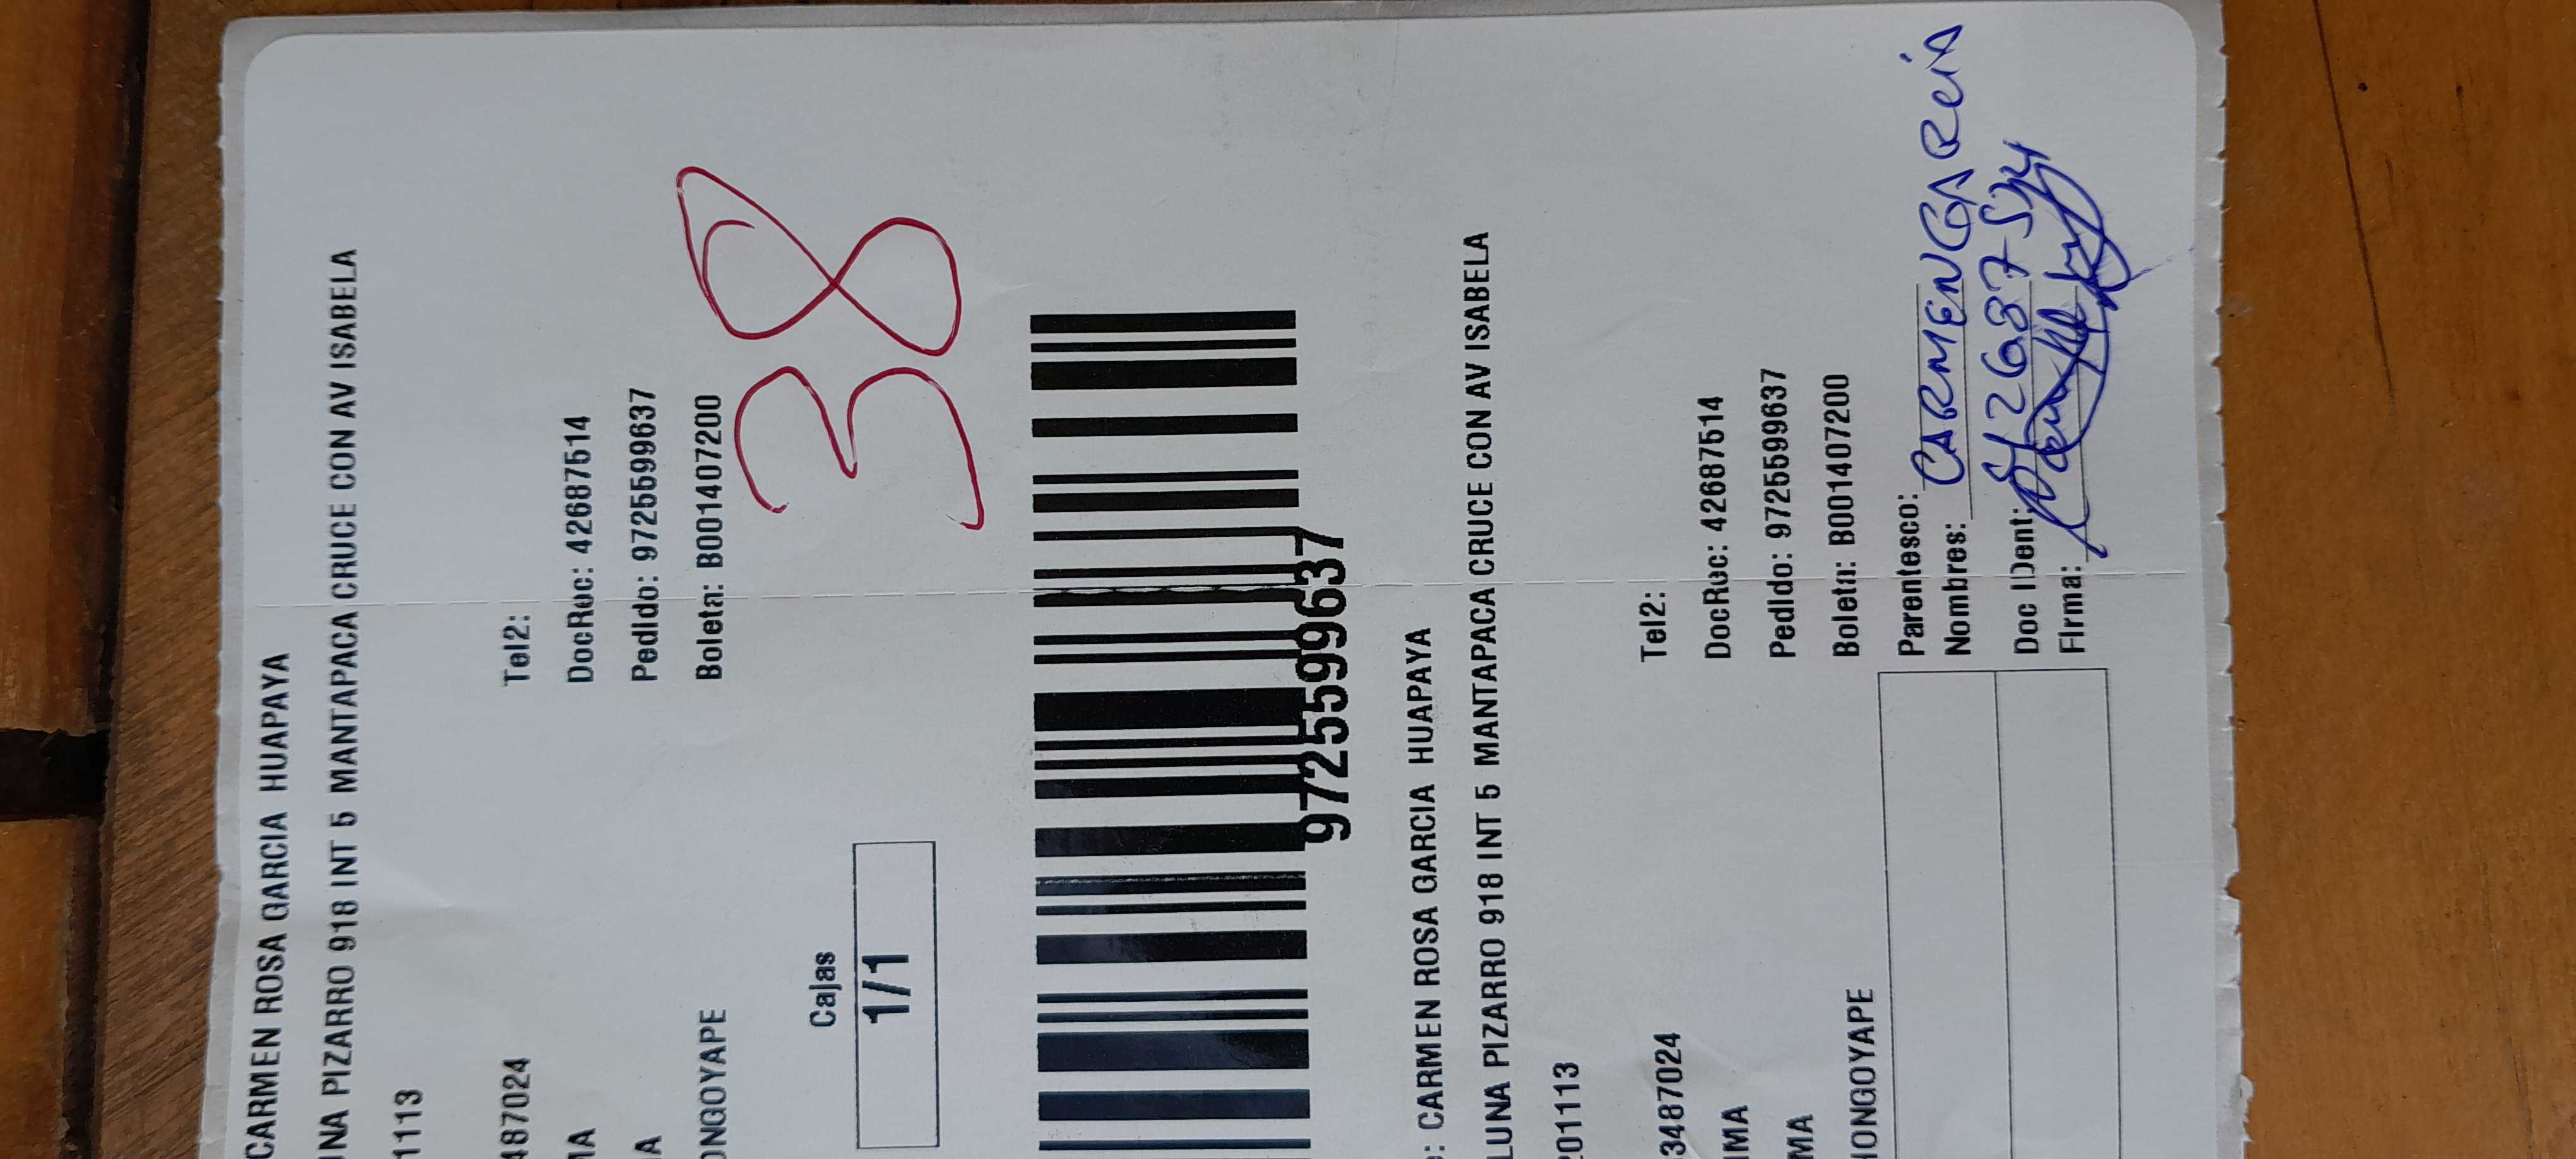 CARMEN ROSA GARCIA HUAPAYA
UNA PIZARRO 918 INT 5 MANTAPACA CRUCE CON AV ISABELA
1113
487024
Tel2:
MA
DocRuc: 42687514
A
Pedido: 972559637
ONGOYAPE
Boleta: B001407200
38
Cajas
1/1
9725599637
: CARMEN ROSA GARCIA HUAPAYA
LUNA PIZARRO 918 INT 5 MANTAPACA CRUCE CON AV ISABELA
201113
3487024
Tel2:
IMA
DocRuc: 42687514
MA
Pedido: 9725599637
HONGOYAPE
Boleta: B001407200
Parentesco:
Nombres: CARMEN GARCIA
Doc IDent: 42687514
Firma: